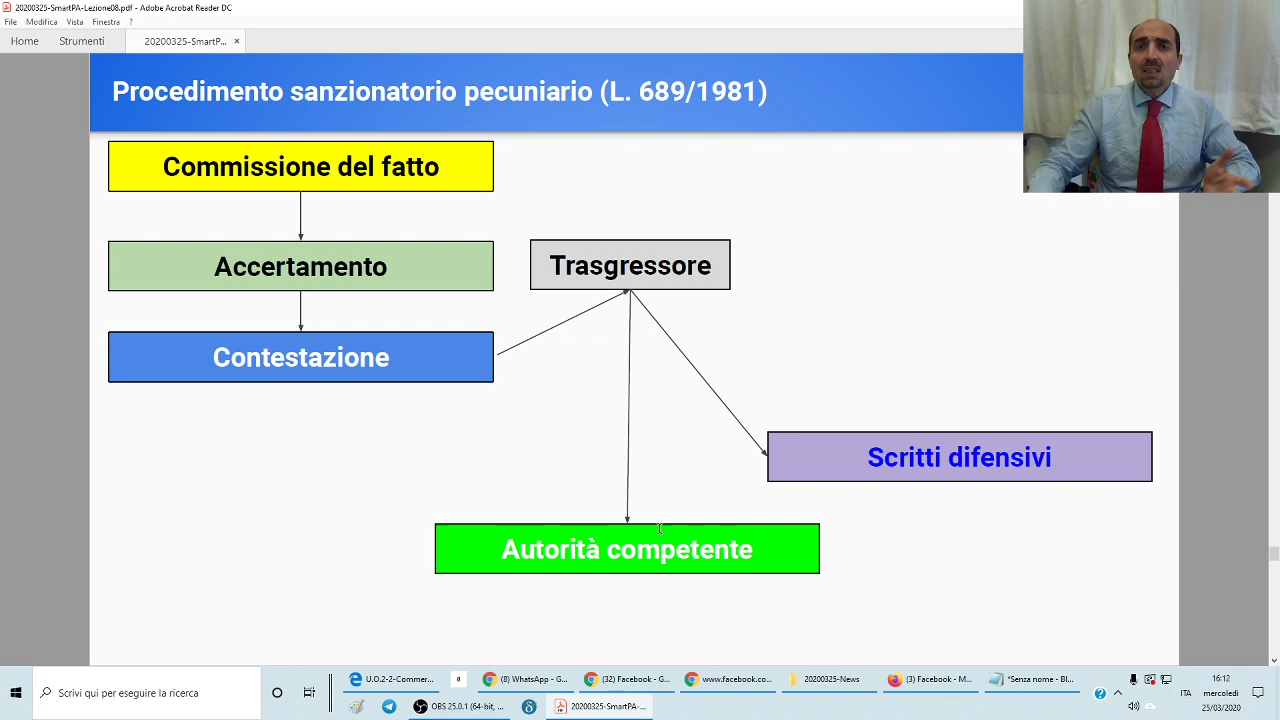 20200325-SmartPA-Lezione08.pdf - Adobe Acrobat Reader DC
File Modifica Vista Finestra ?
Home Strumenti 20200325-SmartP... ×
Procedimento sanzionatorio pecuniario (L. 689/1981)
Commissione del fatto
Accertamento
Trasgressore
Contestazione
Scritti difensivi
Autorità competente
Scrivi qui per eseguire la ricerca
U.O.2-2-Commer...
a
(8) WhatsApp - G...
(32) Facebook - G...
www.facebook.co...
20200325-News
(3) Facebook - M...
*Senza nome - Bl...
OBS 25.0.1 (64-bit, ...
20200325-SmartPA-...
ITA
16:12
mercoledì
25/03/2020